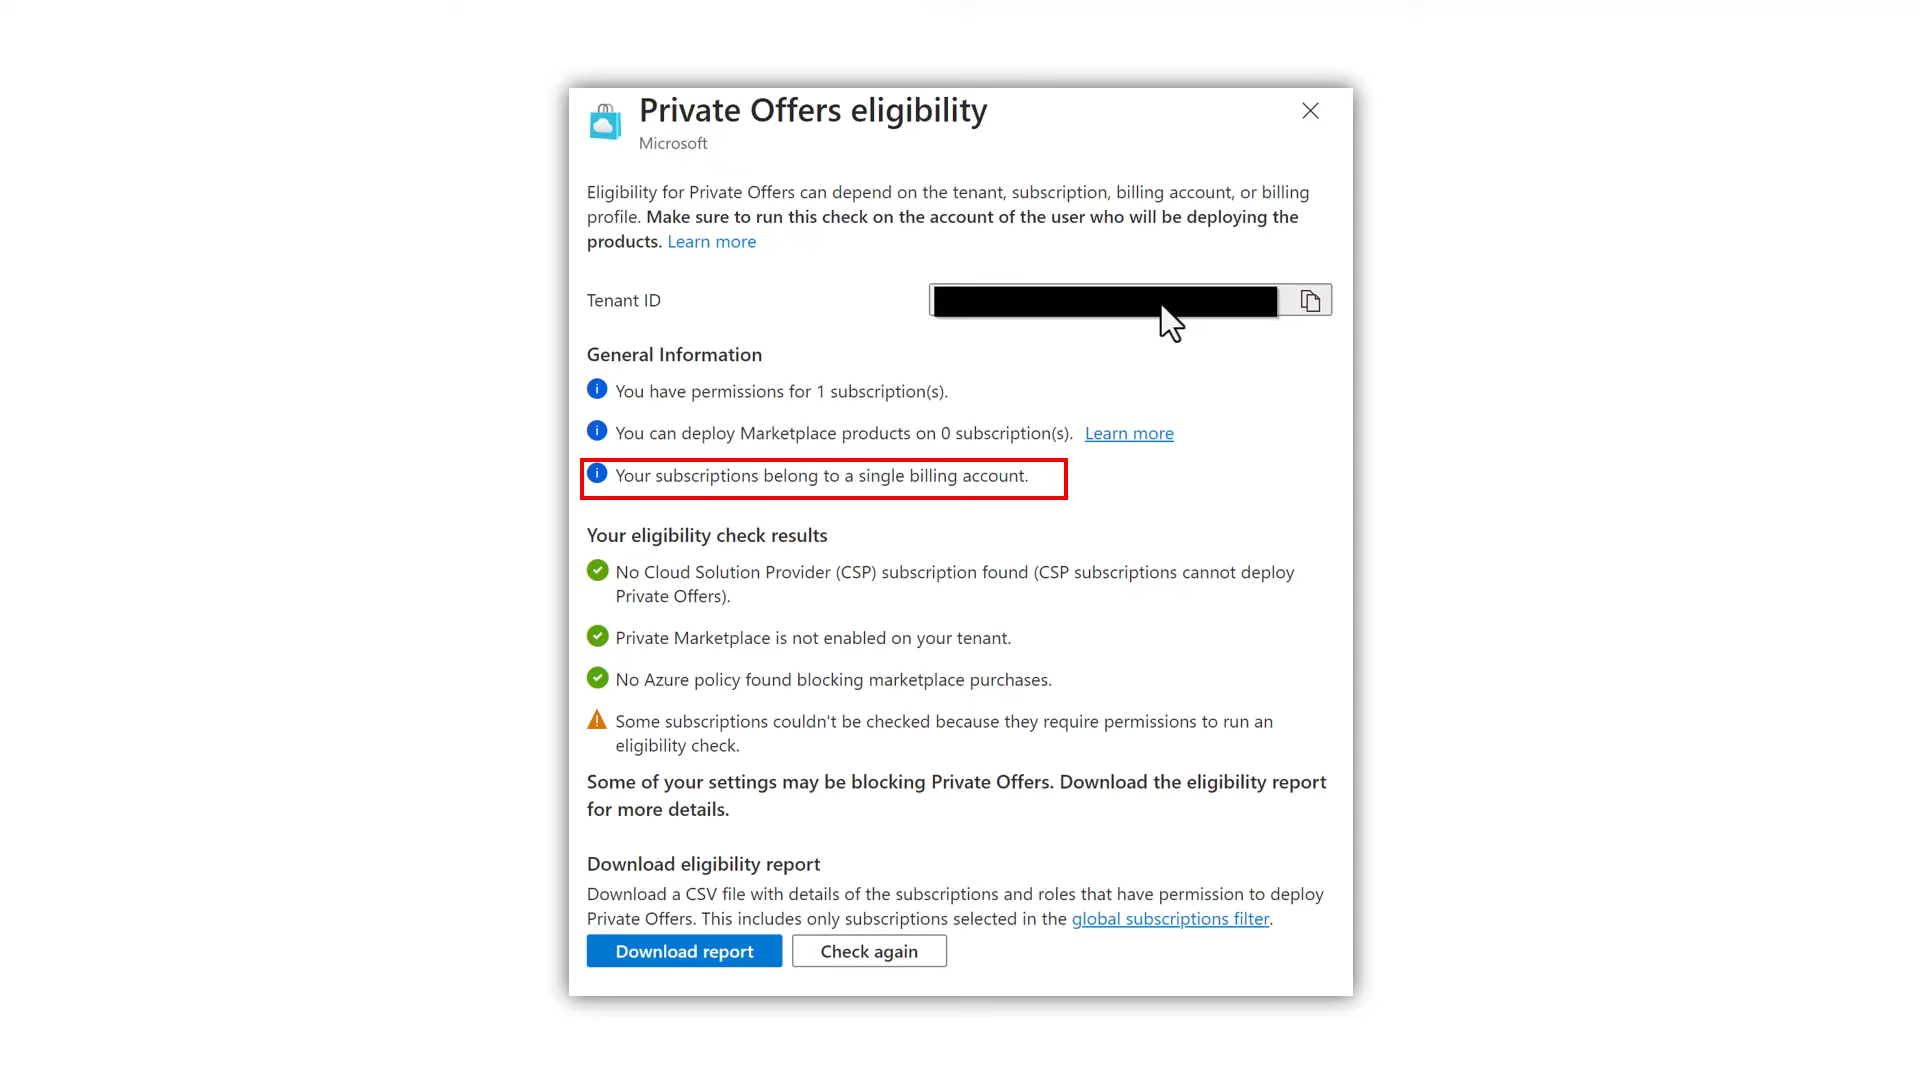 Private Offers eligibility
Microsoft
Eligibility for Private Offers can depend on the tenant, subscription, billing account, or billing
profile. Make sure to run this check on the account of the user who will be deploying the
products. Learn more
Tenant ID
General Information
You have permissions for 1 subscription(s).
You can deploy Marketplace products on 0 subscription(s). Learn more
Your subscriptions belong to a single billing account.
Your eligibility check results
No Cloud Solution Provider (CSP) subscription found (CSP subscriptions cannot deploy
Private Offers).
Private Marketplace is not enabled on your tenant.
No Azure policy found blocking marketplace purchases.
Some subscriptions couldn't be checked because they require permissions to run an
eligibility check.
Some of your settings may be blocking Private Offers. Download the eligibility report
for more details.
Download eligibility report
Download a CSV file with details of the subscriptions and roles that have permission to deploy
Private Offers. This includes only subscriptions selected in the global subscriptions filter.
Download report Check again